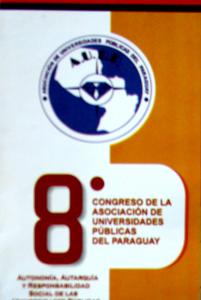 ASOCIACIÓN DE UNIVERSIDADES PÚBLICAS DEL PARAGUAY
A.U.P.P.
8°
CONGRESO DE LA
ASOCIACIÓN DE
UNIVERSIDADES
PÚBLICAS
DEL PARAGUAY
AUTONOMÍA, AUTARQUÍA
Y RESPONSABILIDAD
SOCIAL DE LAS